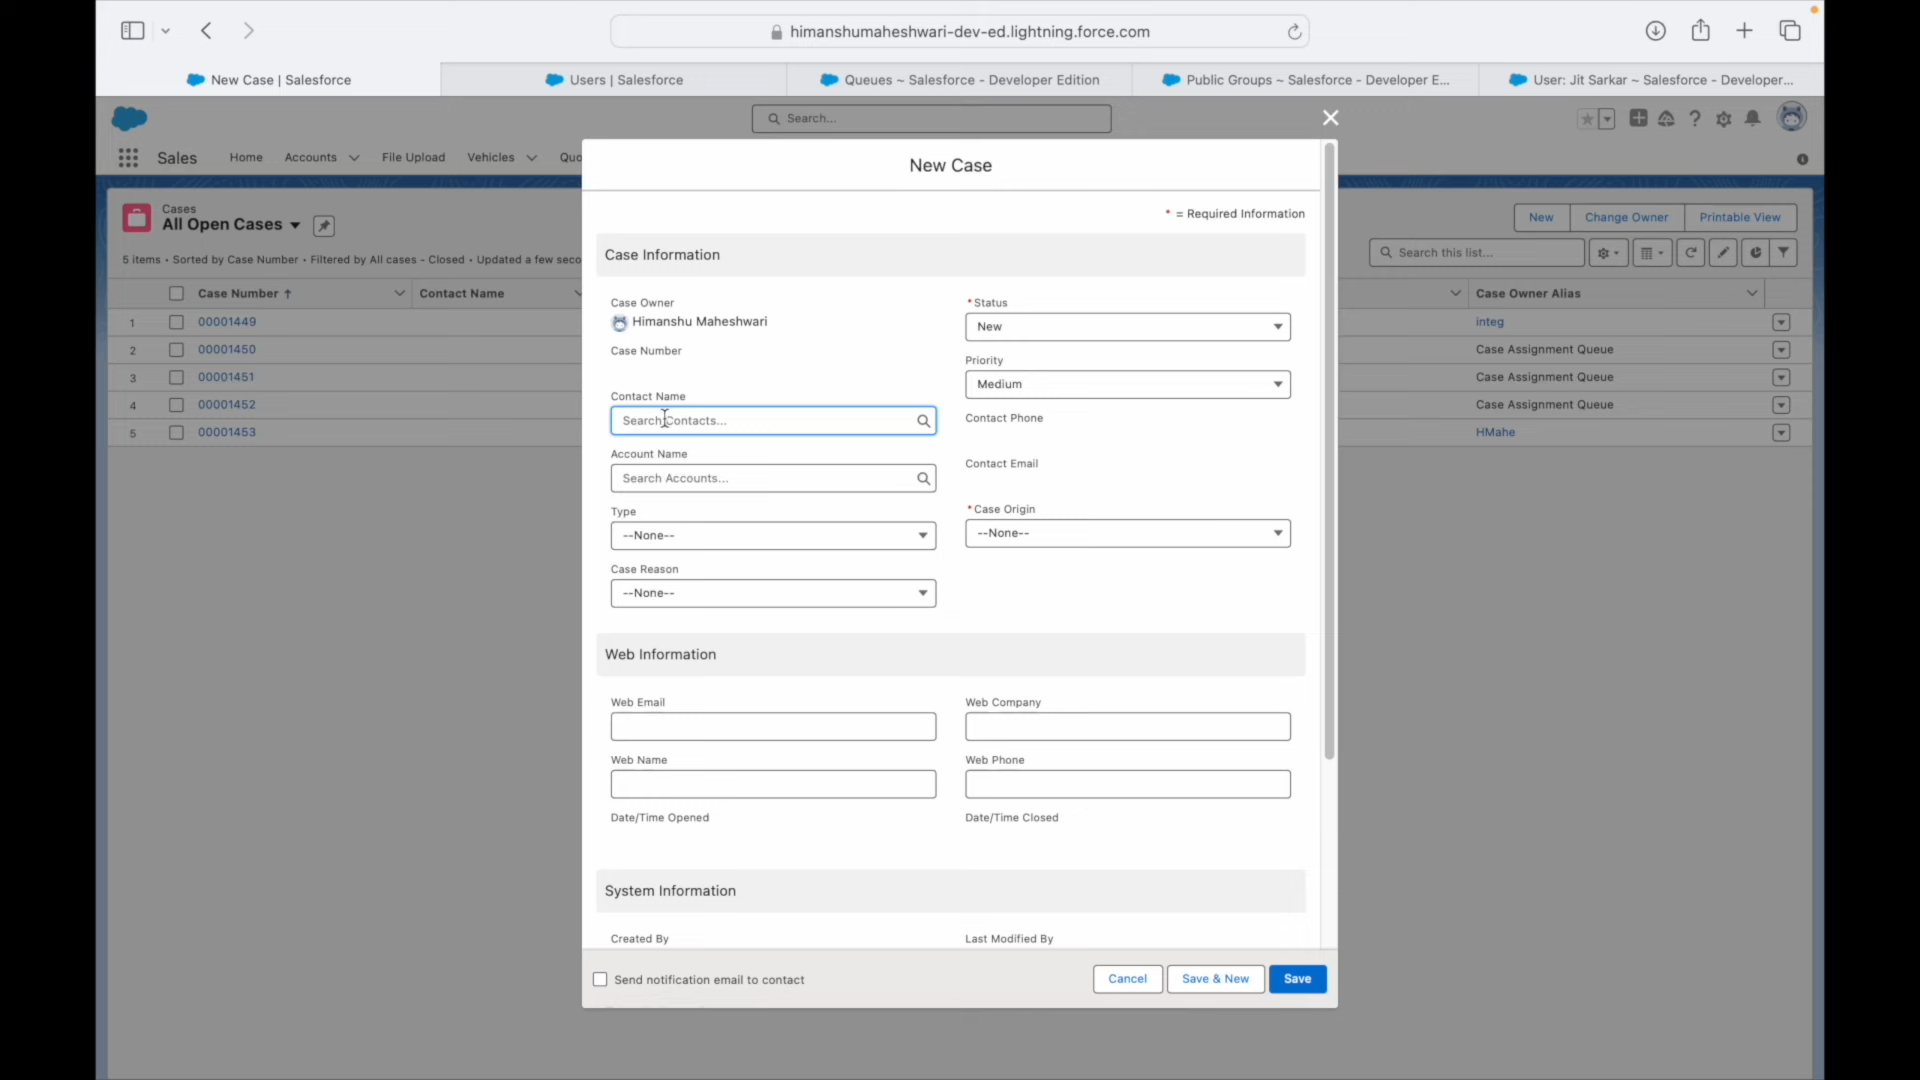 himanshumaheshwari-dev-ed.lightning.force.com
New Case | Salesforce
Users | Salesforce
Queues ~ Salesforce - Developer Edition
Public Groups ~ Salesforce - Developer E...
User: Jit Sarkar ~ Salesforce - Developer...
Search...
Sales
Home
Accounts
File Upload
Vehicles
Quo
New Case
* = Required Information
Cases
All Open Cases
New
Change Owner
Printable View
5 items • Sorted by Case Number • Filtered by All cases - Closed • Updated a few seco
Search this list...
Case Number ↑
Contact Name
Case Owner Alias
1 00001449 integ
2 00001450 Case Assignment Queue
3 00001451 Case Assignment Queue
4 00001452 Case Assignment Queue
5 00001453 HMahe
Case Information
Case Owner
Himanshu Maheshwari
*Status
New
Case Number
Priority
Medium
Contact Name
Search Contacts...
Contact Phone
Account Name
Search Accounts...
Contact Email
Type
--None--
*Case Origin
--None--
Case Reason
--None--
Web Information
Web Email
Web Company
Web Name
Web Phone
Date/Time Opened
Date/Time Closed
System Information
Created By
Last Modified By
Send notification email to contact
Cancel
Save & New
Save